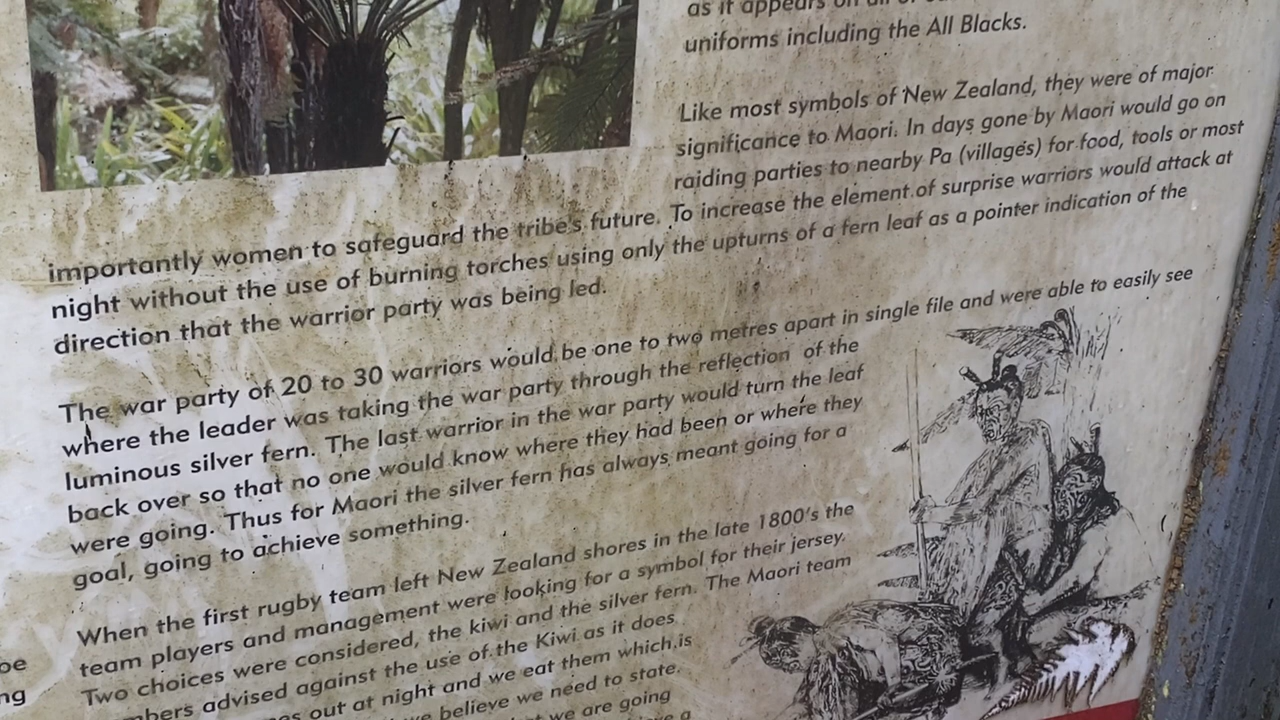 as it appears on all of
uniforms including the All Blacks.
Like most symbols of New Zealand, they were of major
significance to Maori. In days gone by Maori would go on
raiding parties to nearby Pa (villages) for food, tools or most
importantly women to safeguard the tribe's future. To increase the element of surprise warriors would attack at
night without the use of burning torches using only the upturns of a fern leaf as a pointer indication of the
direction that the warrior party was being led.
The war party of 20 to 30 warriors would be one to two metres apart in single file and were able to easily see
where the leader was taking the war party through the reflection of the
luminous silver fern. The last warrior in the war party would turn the leaf
back over so that no one would know where they had been or where they
were going. Thus for Maori the silver fern has always meant going for a
goal, going to achieve something.
When the first rugby team left New Zealand shores in the late 1800's the
team players and management were looking for a symbol for their jersey.
Two choices were considered, the kiwi and the silver fern. The Maori team
mbers advised against the use of the Kiwi as it does
es out at night and we eat them which is
believe we need to state.
we are going